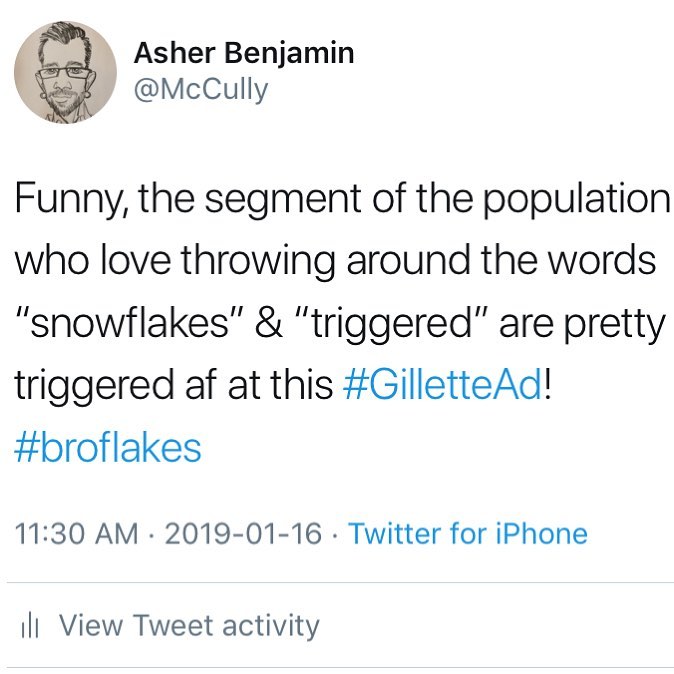 Asher Benjamin
@McCully
Funny, the segment of the population
who love throwing around the words
“snowflakes” & “triggered” are pretty
triggered af at this #GilletteAd!
#broflakes
11:30 AM · 2019-01-16 · Twitter for iPhone
View Tweet activity